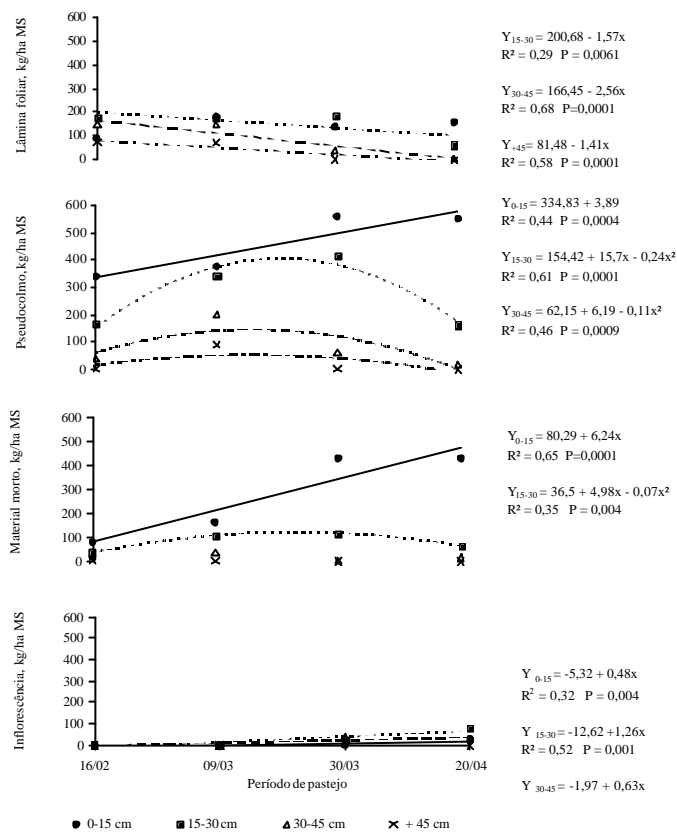 600
500
400
300
200
100
0
Lâmina foliar, kg/ha MS
Y15-30 = 200,68 - 1,57x
R² = 0,29 P = 0,0061
Y30-45 = 166,45 - 2,56x
R² = 0,68 P=0,0001
Y+45= 81,48 - 1,41x
R² = 0,58 P = 0,0001
600
500
400
300
200
100
0
Pseudocolmo,kg/ha MS
Y0-15= 334,83 + 3,89
R² = 0,44 P = 0,0004
Y15-30 = 154,42 + 15,7x - 0,24x²
R² = 0,61 P = 0,0001
Y30-45 = 62,15 + 6,19 - 0,11x²
R² = 0,46 P = 0,0009
600
500
400
300
200
100
0
Material morto, kg/ha MS
Y0-15 = 80,29 + 6,24x
R² = 0,65 P=0,0001
Y15-30 = 36,5 + 4,98x - 0,07x²
R² = 0,35 P = 0,004
600
500
400
300
200
100
0
Inflorescência, kg/ha MS
Y 0-15 = -5,32 + 0,48x
R² = 0,32 P = 0,004
Y 15-30= -12,62 +1,26x
R² = 0,52 P = 0,001
Y 30-45= -1,97 + 0,63x
16/02 09/03 30/03 20/04
Período de pastejo
0-15 cm 15-30 cm 30-45 cm + 45 cm